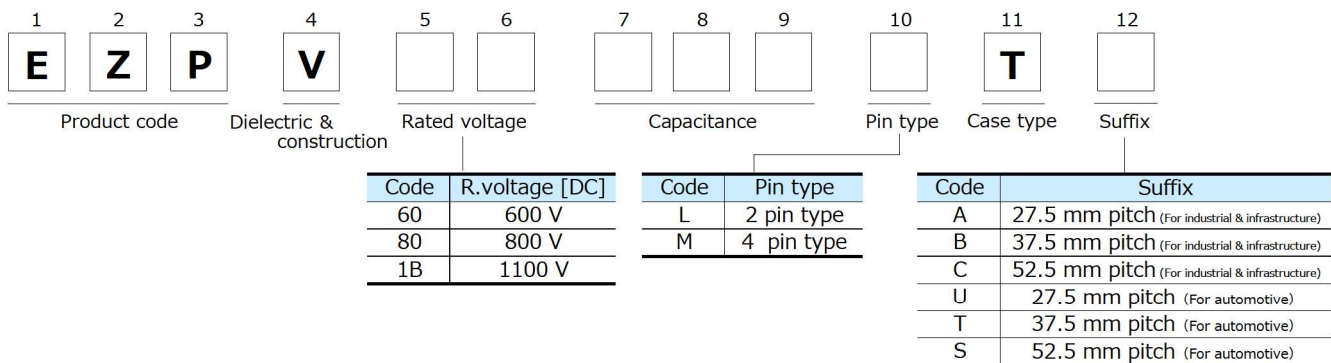 1 2 3 4 5 6 7 8 9 10 11 12
E Z P V T
Product code Dielectric & construction Rated voltage Capacitance Pin type Case type Suffix
Code R.voltage [DC]
60 600 V
80 800 V
1B 1100 V
Code Pin type
L 2 pin type
M 4 pin type
Code Suffix
A 27.5 mm pitch (For industrial & infrastructure)
B 37.5 mm pitch (For industrial & infrastructure)
C 52.5 mm pitch (For industrial & infrastructure)
U 27.5 mm pitch (For automotive)
T 37.5 mm pitch (For automotive)
S 52.5 mm pitch (For automotive)